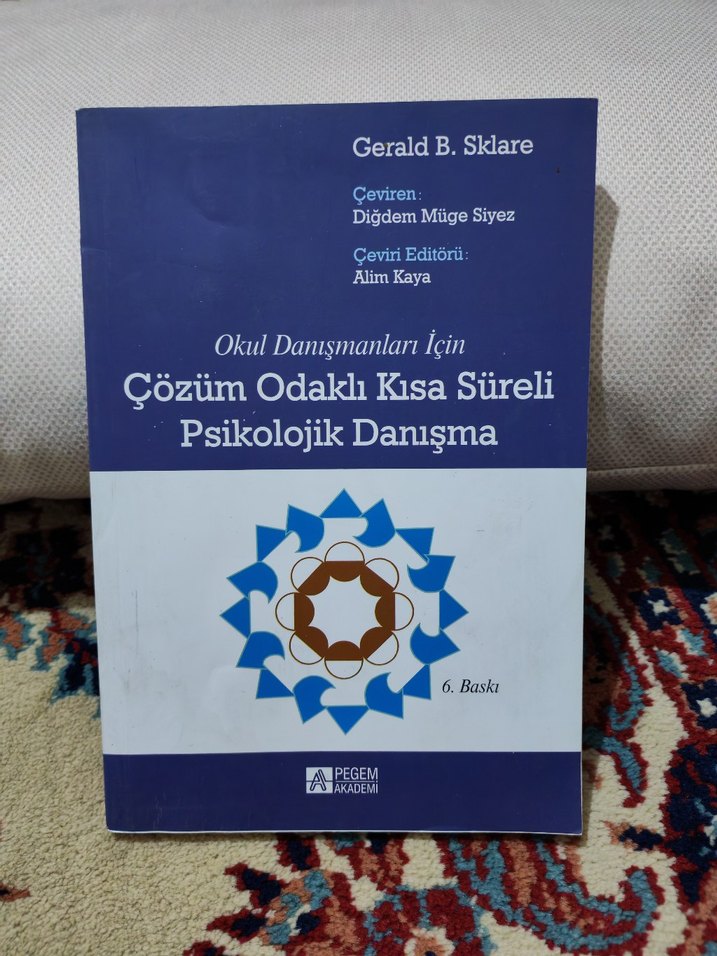 Gerald B. Sklare
Çeviren:
Diğdem Müge Siyez
Çeviri Editörü:
Alim Kaya
Okul Danışmanları İçin
Çözüm Odaklı Kısa Süreli
Psikolojik Danışma
6. Baskı
PEGEM
AKADEMİ